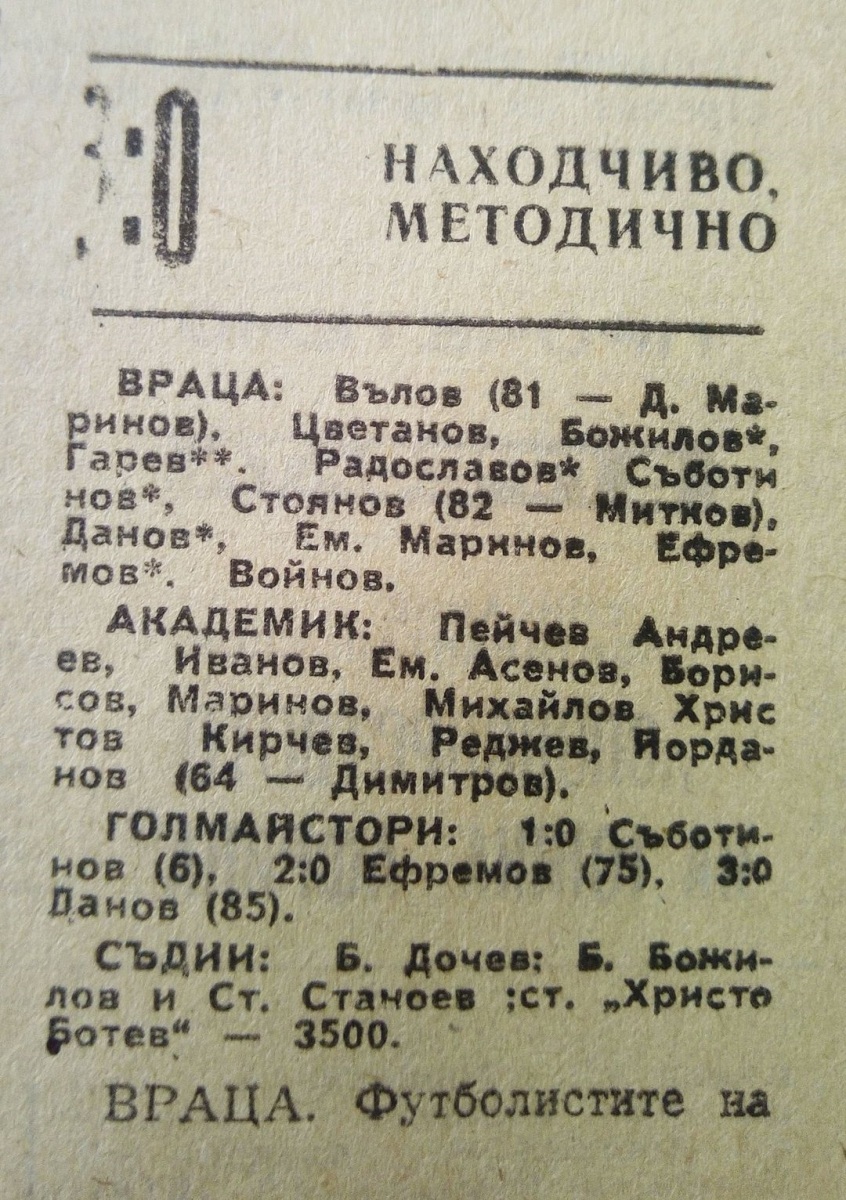 3:0
НАХОДЧИВО,
МЕТОДИЧНО
ВРАЦА: Вълов (81 — Д. Ма-
ринов), Цветанов, Божилов*,
Гарев**. Радославов* Съботи
нов*, Стоянов (82 — Митков),
Данов*, Ем. Маринов, Ефре-
мов*. Войнов.
АКАДЕМИК: Пейчев Андре-
ев, Иванов, Ем. Асенов, Бори-
сов, Маринов, Михайлов Хрис
тов Кирчев, Реджев, Йорда-
нов (64 — Димитров).
ГОЛМАЙСТОРИ: 1:0 Съботи-
нов (6), 2:0 Ефремов (75), 3:0
Данов (85).
СЪДИИ: Б. Дочев: Б. Божи-
лов и Ст. Станоев ;ст. „Христо
Ботев“ — 3500.
ВРАЦА. Футболистите на